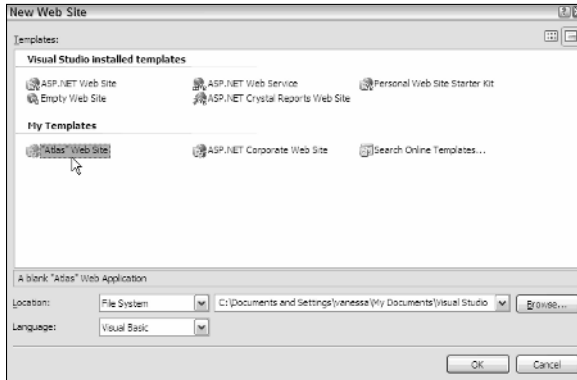 New Web Site
Templates:
Visual Studio installed templates
ASP.NET Web Site
ASP.NET Web Service
Personal Web Site Starter Kit
Empty Web Site
ASP.NET Crystal Reports Web Site
My Templates
"Atlas" Web Site
ASP.NET Corporate Web Site
Search Online Templates...
A blank "Atlas" Web Application
Location: File System C:\Documents and Settings\vanessa\My Documents\Visual Studio Browse...
Language: Visual Basic
OK Cancel